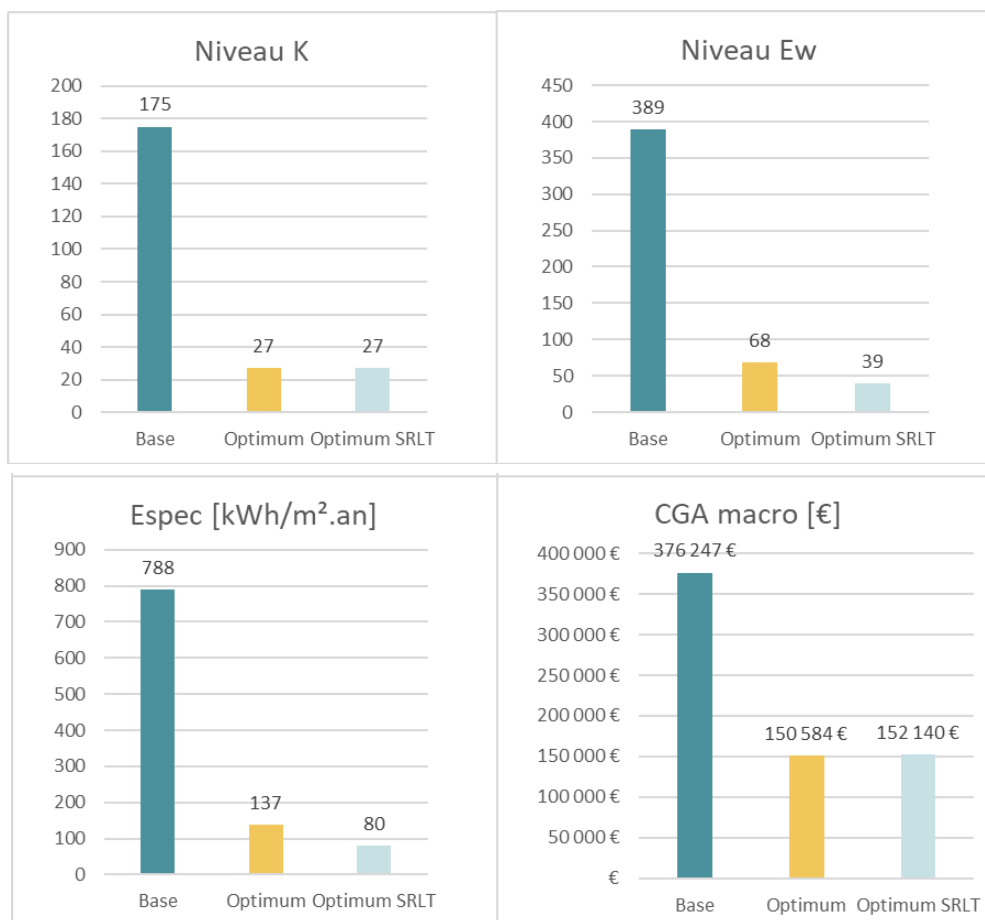 Niveau K
200
180
160
140
120
100
80
60
40
20
0
175
27
27
Base
Optimum
Optimum SRLT
Niveau Ew
450
400
350
300
250
200
150
100
50
0
389
68
39
Base
Optimum
Optimum SRLT
Espec [kWh/m².an]
900
800
700
600
500
400
300
200
100
0
788
137
80
Base
Optimum
Optimum SRLT
CGA macro [€]
400 000 €
350 000 €
300 000 €
250 000 €
200 000 €
150 000 €
100 000 €
50 000 €
€
376 247 €
150 584 €
152 140 €
Base
Optimum
Optimum SRLT